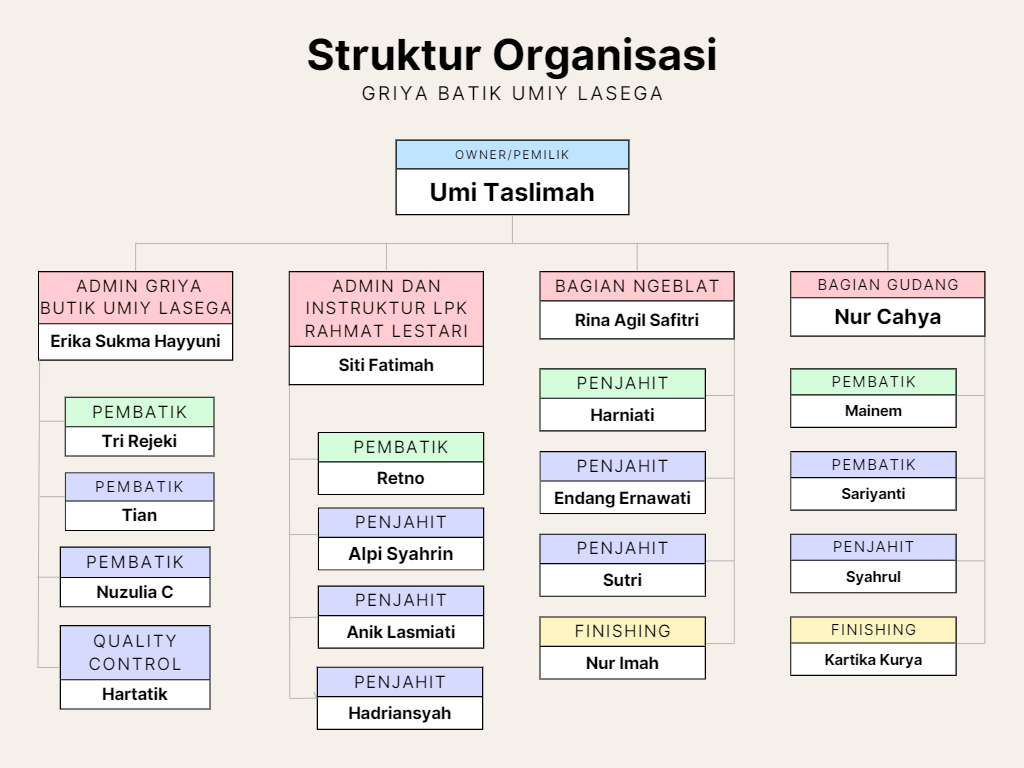 Struktur Organisasi
GRIYA BATIK UMIY LASEGA
OWNER/PEMILIK
Umi Taslimah
ADMIN GRIYA
BUTIK UMIY LASEGA
Erika Sukma Hayyuni
PEMBATIK
Tri Rejeki
PEMBATIK
Tian
PEMBATIK
Nuzulia C
QUALITY
CONTROL
Hartatik
ADMIN DAN
INSTRUKTUR LPK
RAHMAT LESTARI
Siti Fatimah
PEMBATIK
Retno
PENJAHIT
Alpi Syahrin
PENJAHIT
Anik Lasmiati
PENJAHIT
Hadriansyah
BAGIAN NGEBLAT
Rina Agil Safitri
PENJAHIT
Harniati
PENJAHIT
Endang Ernawati
PENJAHIT
Sutri
FINISHING
Nur Imah
BAGIAN GUDANG
Nur Cahya
PEMBATIK
Mainem
PEMBATIK
Sariyanti
PENJAHIT
Syahrul
FINISHING
Kartika Kurya